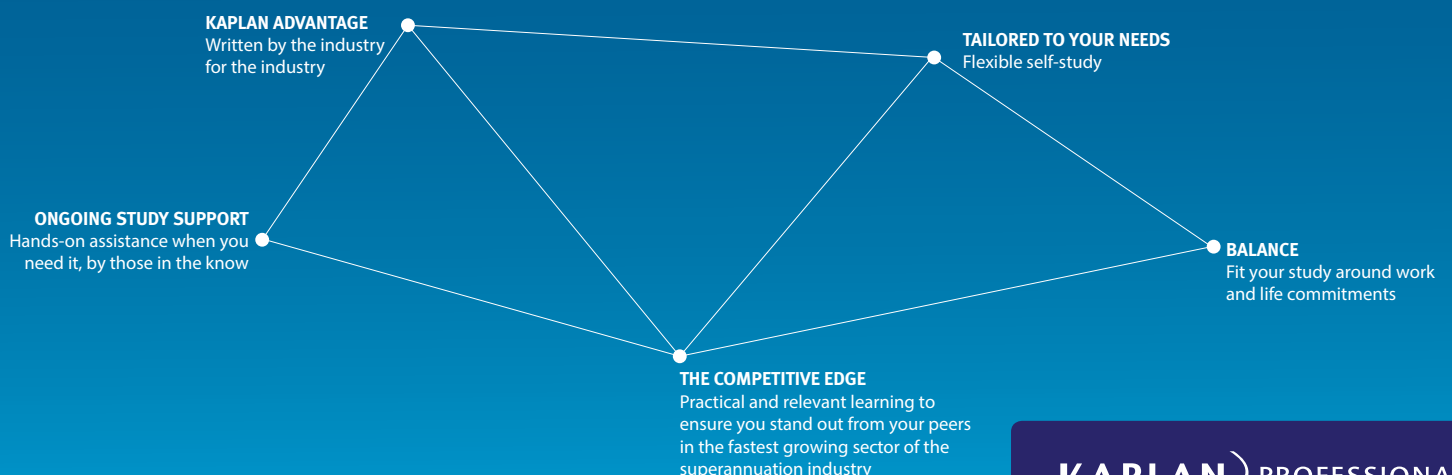 KAPLAN ADVANTAGE
Written by the industry
for the industry
TAILORED TO YOUR NEEDS
Flexible self-study
ONGOING STUDY SUPPORT
Hands-on assistance when you
need it, by those in the know
BALANCE
Fit your study around work
and life commitments
THE COMPETITIVE EDGE
Practical and relevant learning to
ensure you stand out from your peers
in the fastest growing sector of the
superannuation industry
KAPLAN PROFESSIONA